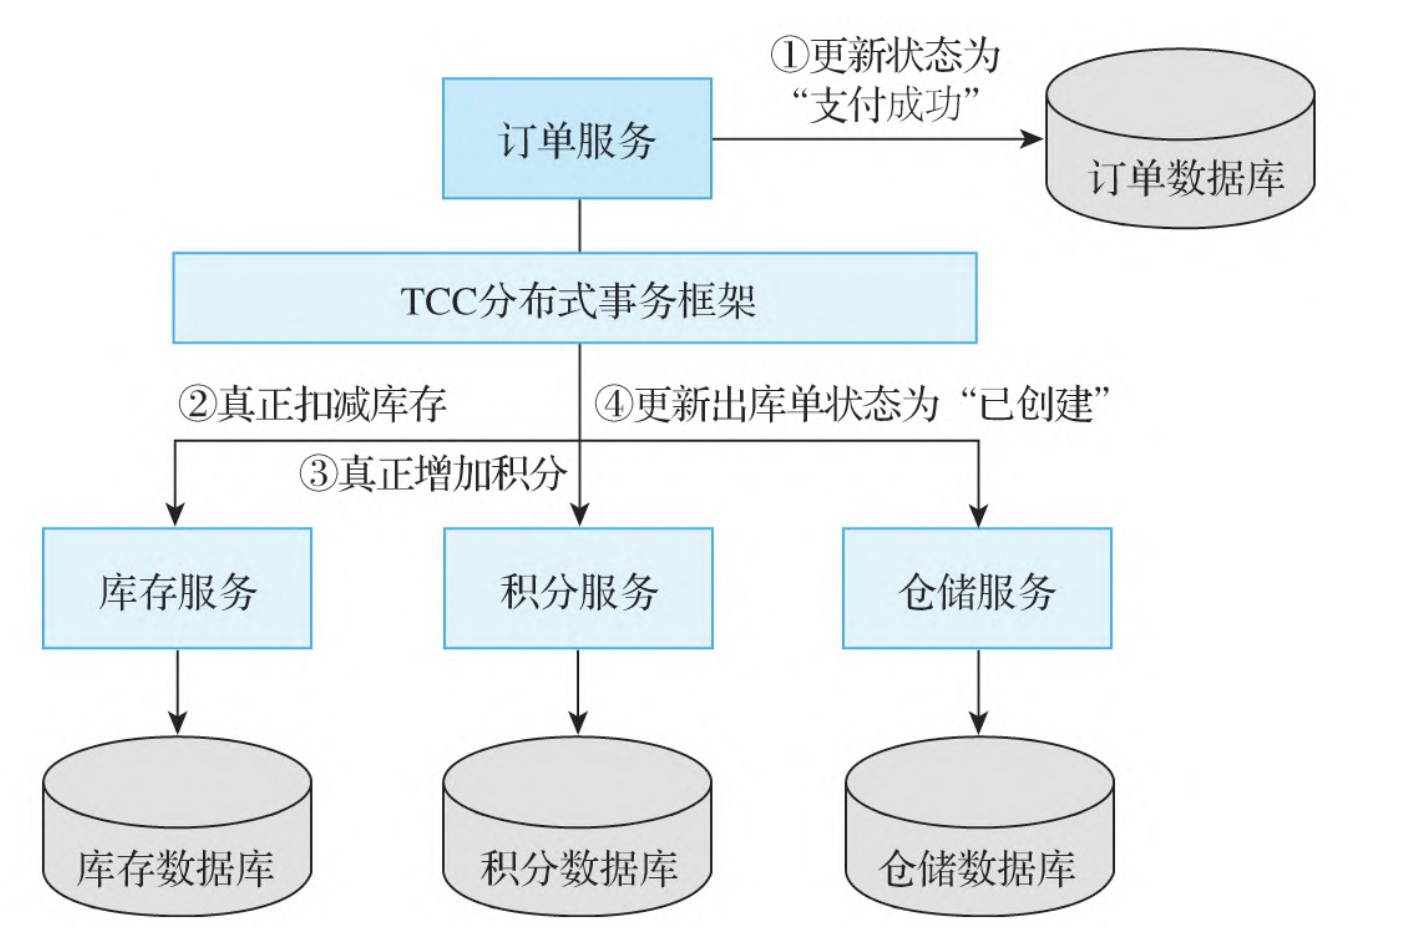 ①更新状态为
“支付成功”
订单服务
订单数据库
TCC分布式事务框架
②真正扣减库存
④更新出库单状态为“已创建”
③真正增加积分
库存服务
积分服务
仓储服务
库存数据库
积分数据库
仓储数据库